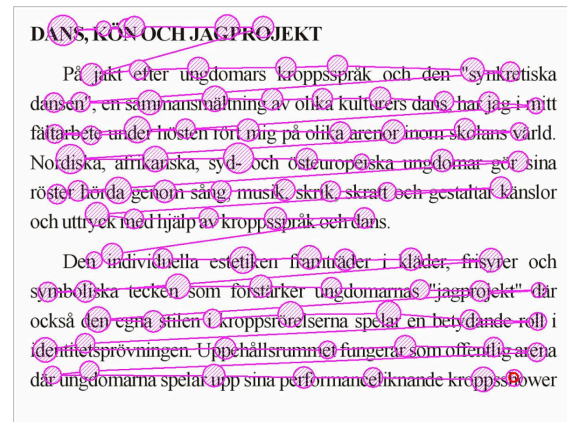 DANS, KÖN OCH JAGPROJEKT
På jakt efter ungdomars kroppsspråk och den "synkretiska
dansen", en sammansmältning av olika kulturers dans, har jag i mitt
fältarbete under hösten rört mig på olika arenor inom skolans värld.
Nordiska, afrikanska, syd- och östeuropeiska ungdomar gör sina
röster hörda genom sång, musik, skrik, skratt och gestaltar känslor
och uttryck med hjälp av kroppsspråk och dans.
Den individuella estetiken framträder i kläder, frisyrer och
symboliska tecken som förstärker ungdomarnas "jagprojekt" där
också den egna stilen i kroppsrörelserna spelar en betydande roll i
identitetsprövningen. Uppehållsrummet fungerar som offentlig arena
där ungdomarna spelar upp sina performanceliknande kroppsshower